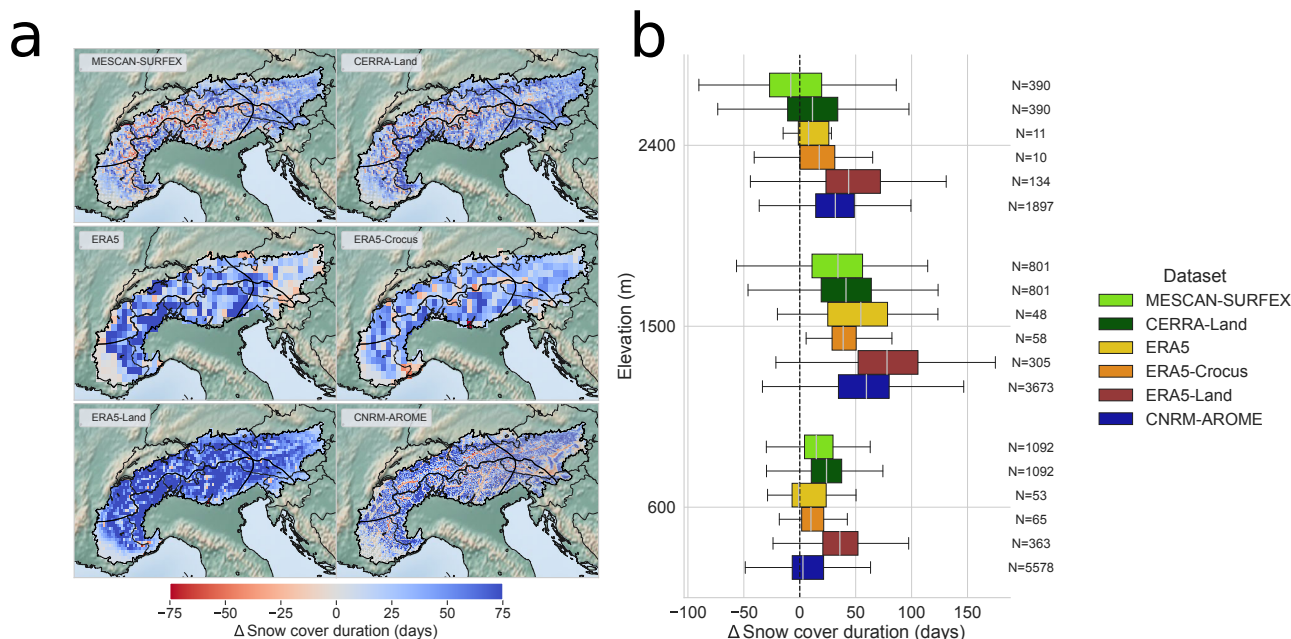 a
MESCAN-SURFEX
CERRA-Land
ERA5
ERA5-Crocus
ERA5-Land
CNRM-AROME
−75
−50
−25
0
25
50
75
Δ Snow cover duration (days)
b
Elevation (m)
2400
1500
600
N=390
N=390
N=11
N=10
N=134
N=1897
N=801
N=801
N=48
N=58
N=305
N=3673
N=1092
N=1092
N=53
N=65
N=363
N=5578
−100
−50
0
50
100
150
Δ Snow cover duration (days)
Dataset
MESCAN-SURFEX
CERRA-Land
ERA5
ERA5-Crocus
ERA5-Land
CNRM-AROME